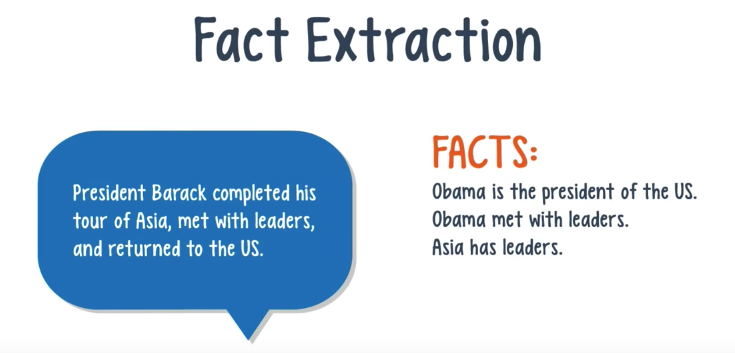 Fact Extraction
President Barack completed his
tour of Asia, met with leaders,
and returned to the US.
FACTS:
Obama is the president of the US.
Obama met with leaders.
Asia has leaders.